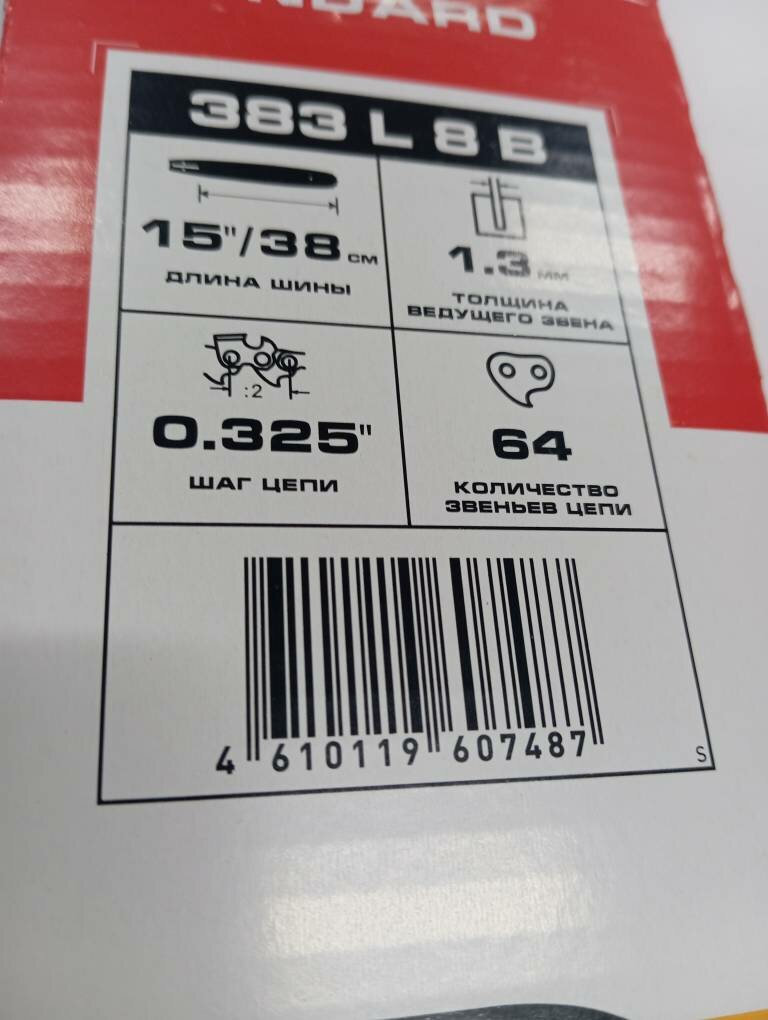 NDARD
383 L 8 B
15"/38 см
ДЛИНА ШИНЫ
1.3 мм
ТОЛЩИНА
ВЕДУЩЕГО ЗВЕНА
:2
0.325"
ШАГ ЦЕПИ
64
КОЛИЧЕСТВО
ЗВЕНЬЕВ ЦЕПИ
4 610119 607487
S